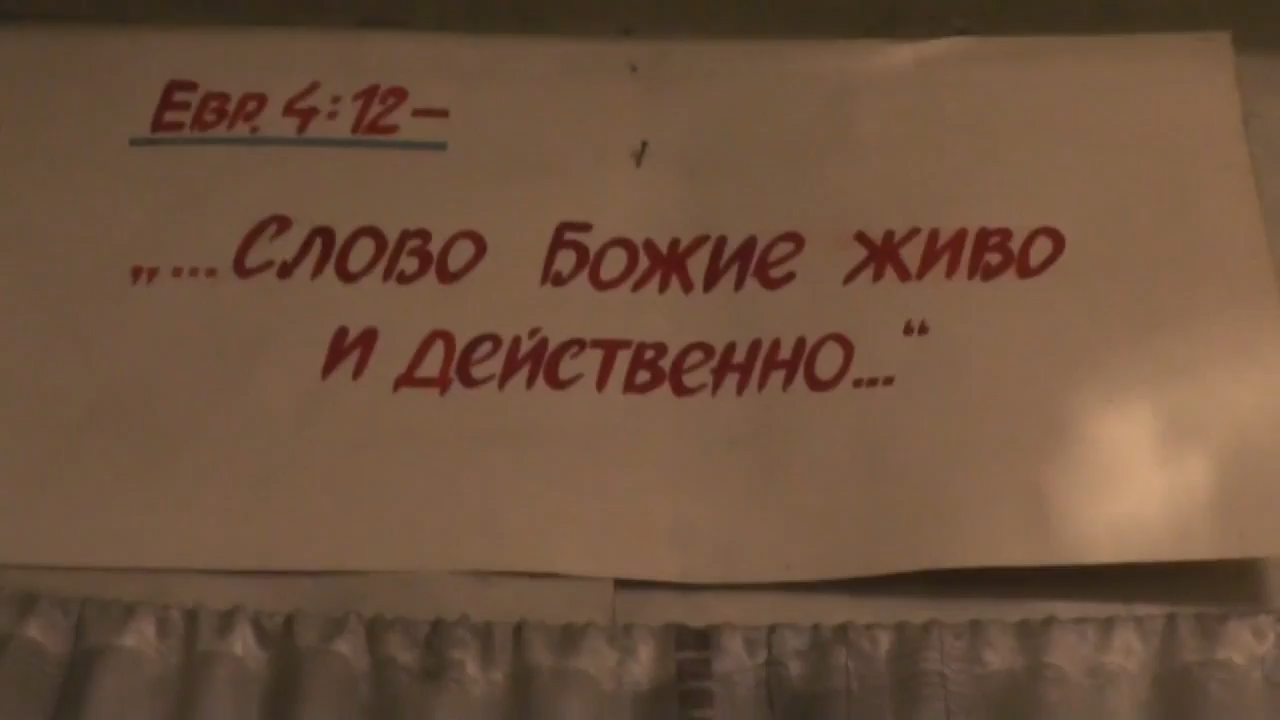 Евр. 4:12–
„...Слово Божие живо
и действенно...“